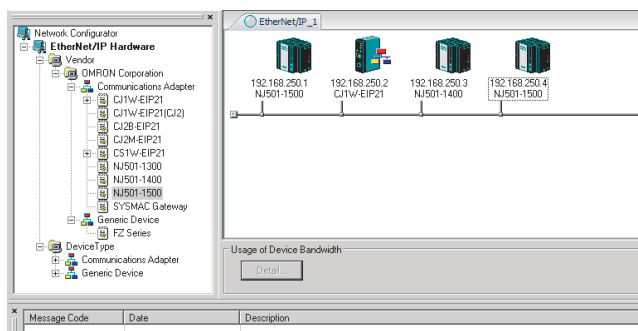 Network Configurator
EtherNet/IP Hardware
Vendor
OMRON Corporation
Communications Adapter
CJ1W-EIP21
CJ1W-EIP21(CJ2)
CJ2B-EIP21
CJ2M-EIP21
CS1W-EIP21
NJ501-1300
NJ501-1400
NJ501-1500
SYSMAC Gateway
Generic Device
FZ Series
DeviceType
Communications Adapter
Generic Device
EtherNet/IP_1
192.168.250.1 192.168.250.2 192.168.250.3 192.168.250.4
NJ501-1500 CJ1W-EIP21 NJ501-1400 NJ501-1500
Usage of Device Bandwidth
Detail...
Message Code Date Description